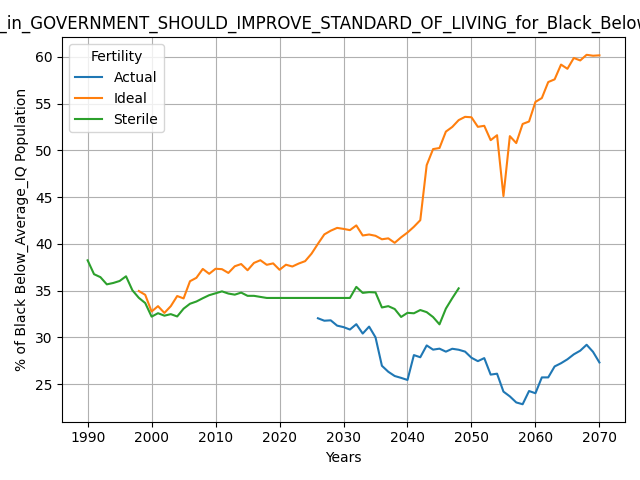 _in_GOVERNMENT_SHOULD_IMPROVE_STANDARD_OF_LIVING_for_Black_Below
Fertility
Actual
Ideal
Sterile
% of Black Below_Average_IQ Population
60
55
50
45
40
35
30
25
1990 2000 2010 2020 2030 2040 2050 2060 2070
Years